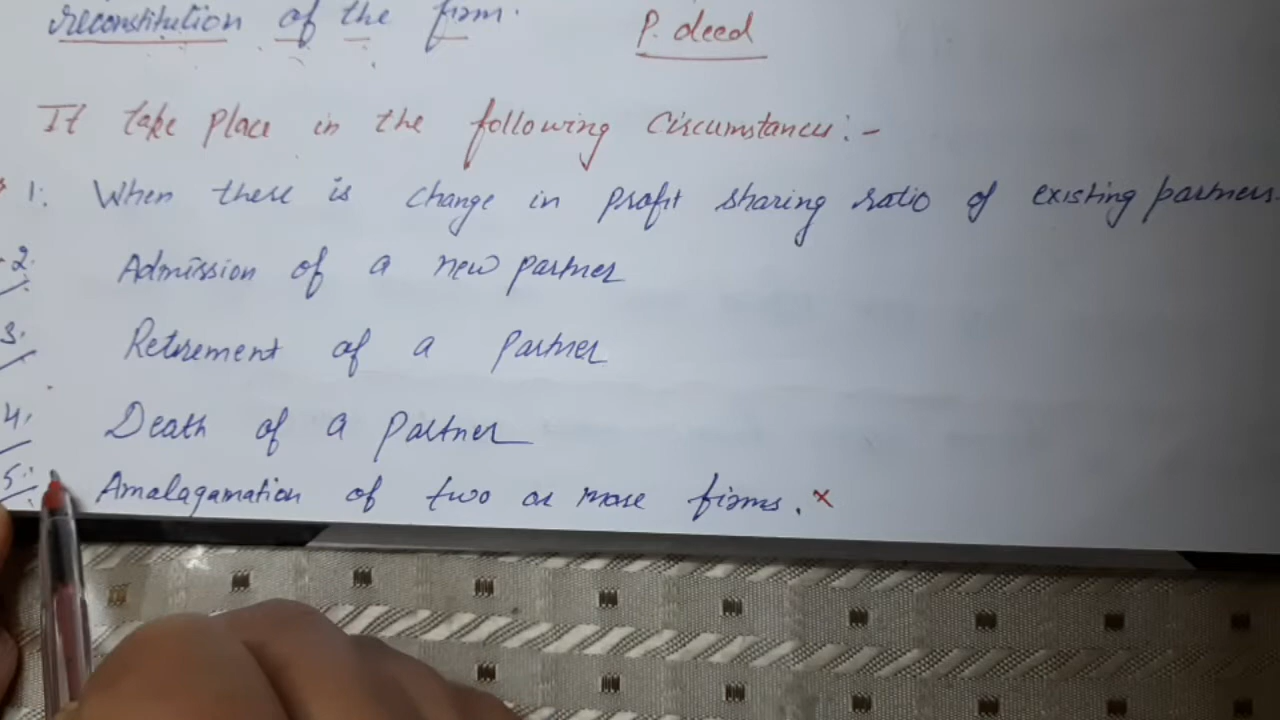 reconstitution of the firm.
P. deed
It take place in the following Circumstances:-
1. When there is change in profit sharing ratio of existing partners.
2. Admission of a new partner
3. Retirement of a partner
4. Death of a partner
5. Amalagamation of two or more firms. ×